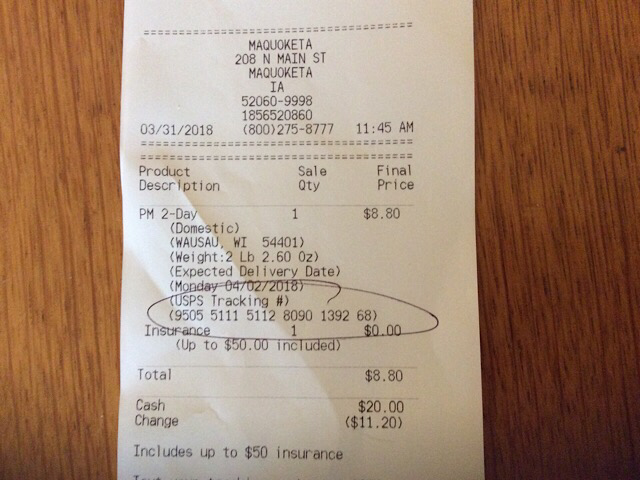 MAQUOKETA
208 N MAIN ST
MAQUOKETA
IA
52060-9998
1856520860
03/31/2018 (800)275-8777 11:45 AM
Product Sale Final
Description Qty Price
PM 2-Day 1 $8.80
(Domestic)
(WAUSAU, WI 54401)
(Weight:2 Lb 2.60 Oz)
(Expected Delivery Date)
(Monday 04/02/2018)
(USPS Tracking #)
(9505 5111 5112 8090 1392 68)
Insurance 1 $0.00
(Up to $50.00 included)
Total $8.80
Cash $20.00
Change ($11.20)
Includes up to $50 insurance